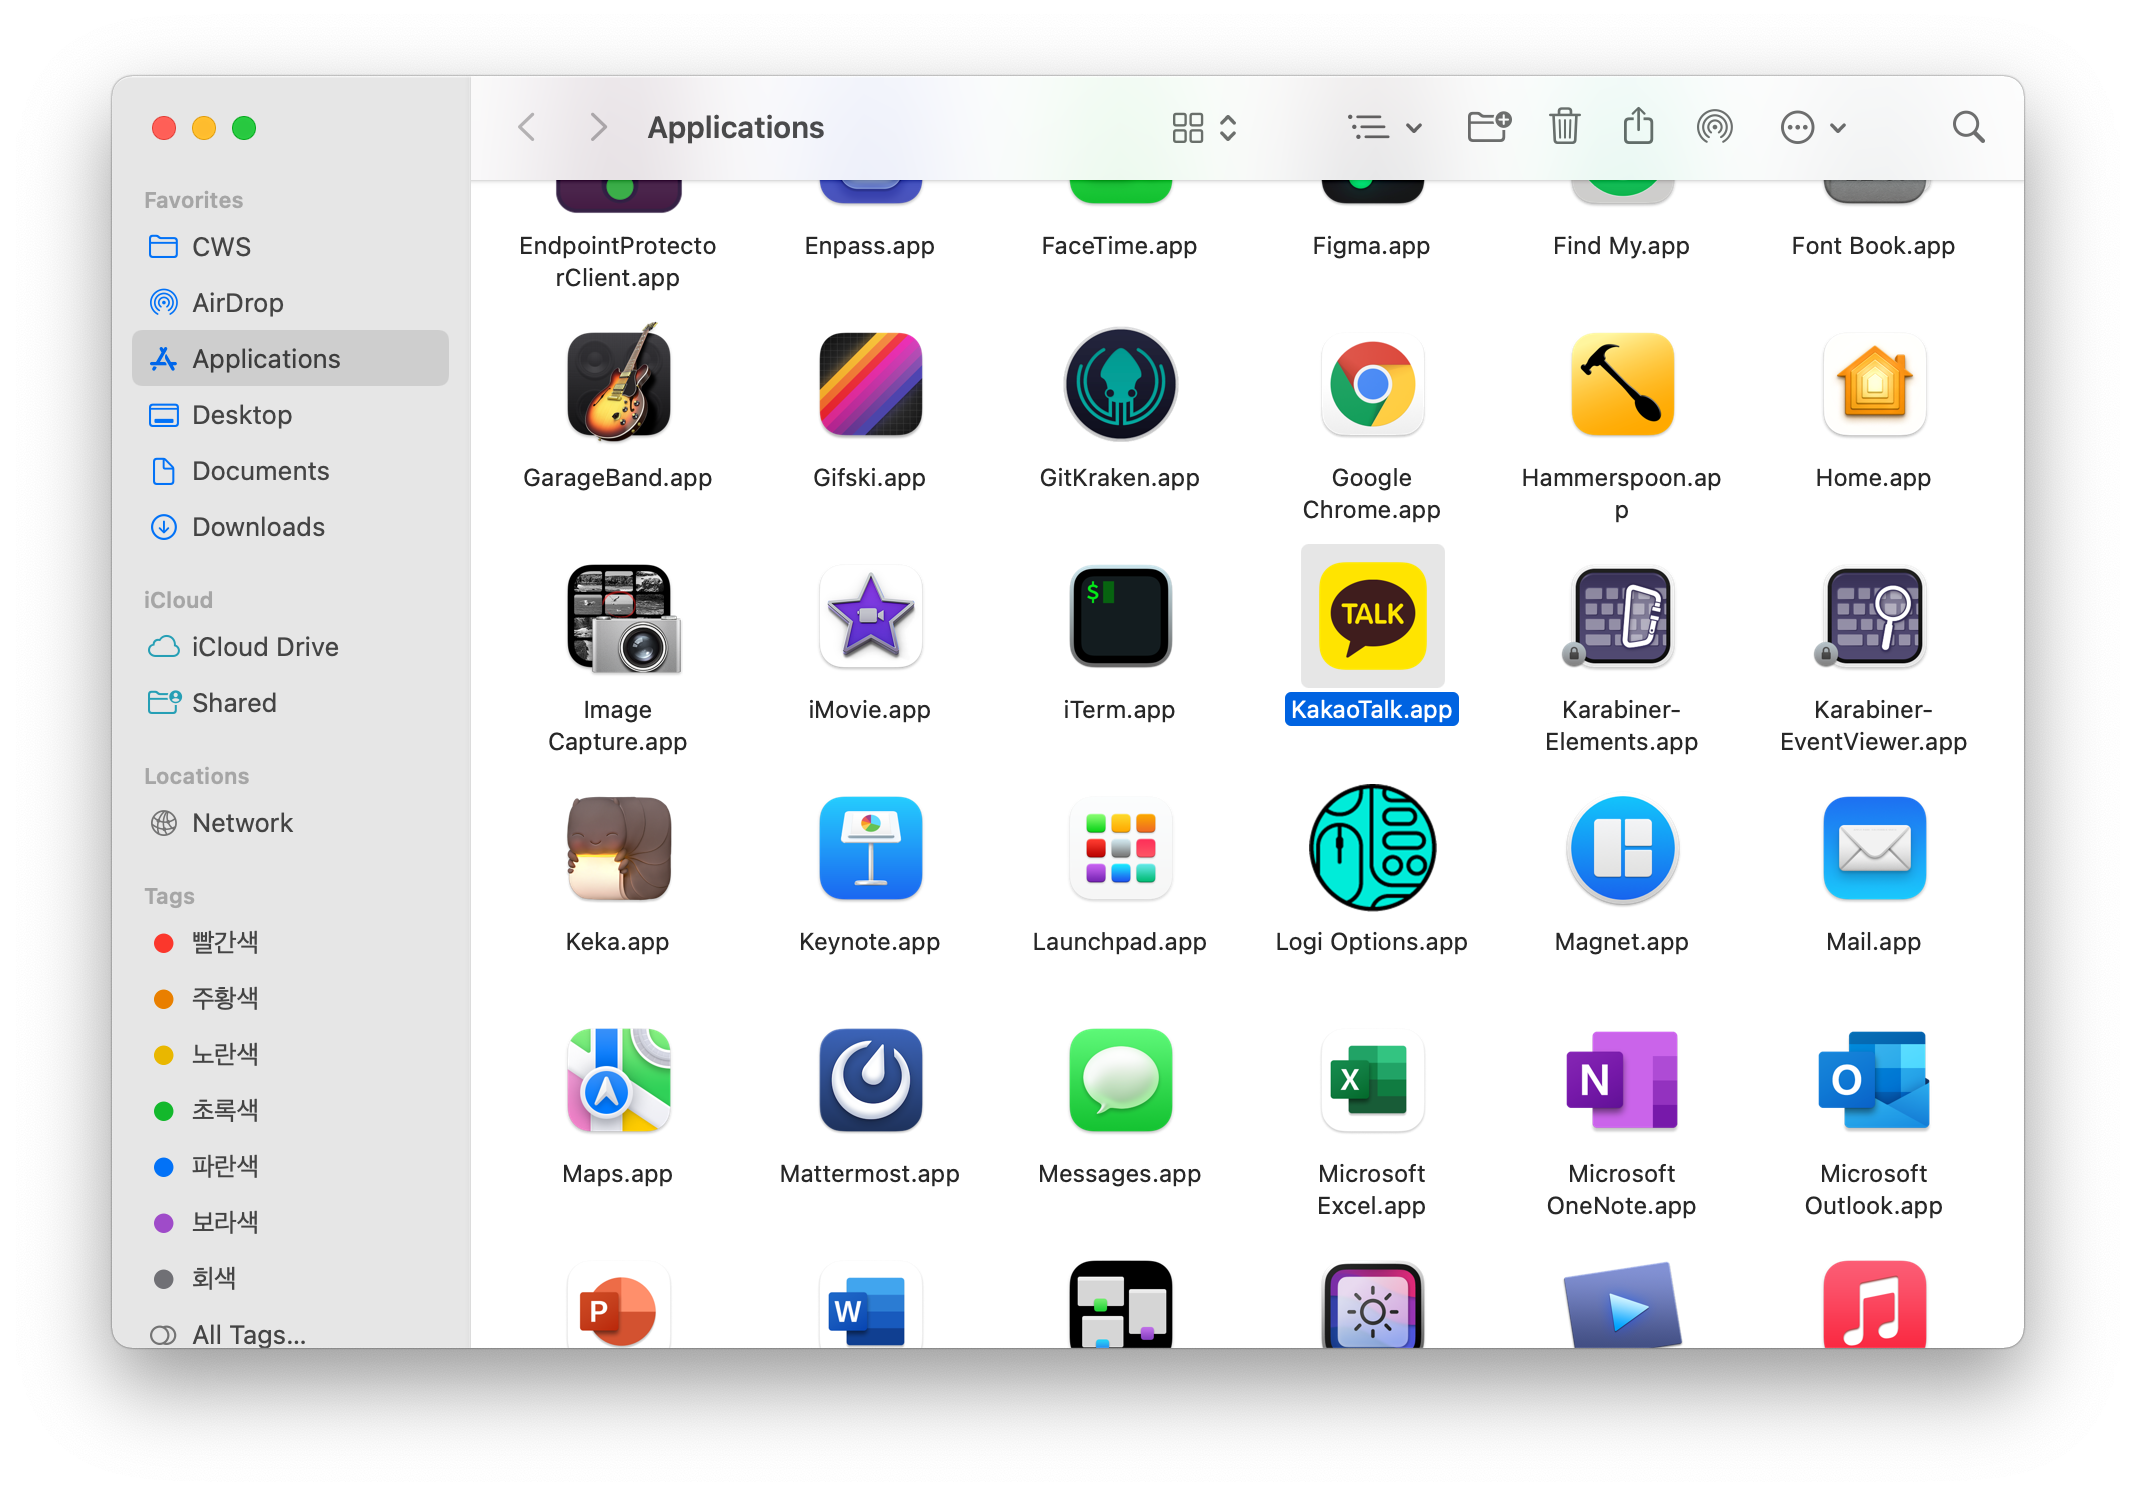 Applications
Favorites
CWS
AirDrop
Applications
Desktop
Documents
Downloads
iCloud
iCloud Drive
Shared
Locations
Network
Tags
빨간색
주황색
노란색
초록색
파란색
보라색
회색
All Tags...
EndpointProtecto
rClient.app
Enpass.app
FaceTime.app
Figma.app
Find My.app
Font Book.app
GarageBand.app
Gifski.app
GitKraken.app
Google
Chrome.app
Hammerspoon.ap
p
Home.app
$
TALK
Image
Capture.app
iMovie.app
iTerm.app
KakaoTalk.app
Karabiner-
Elements.app
Karabiner-
EventViewer.app
Keka.app
Keynote.app
Launchpad.app
Logi Options.app
Magnet.app
Mail.app
X
N
O
Maps.app
Mattermost.app
Messages.app
Microsoft
Excel.app
Microsoft
OneNote.app
Microsoft
Outlook.app
P
W